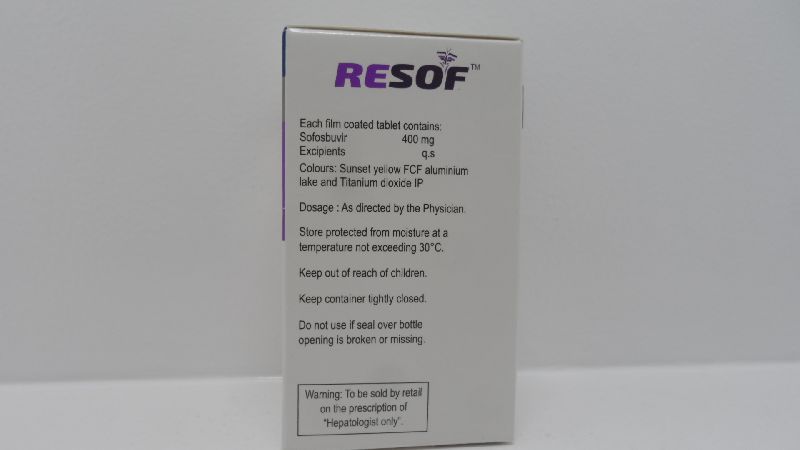 RESOF™
Each film coated tablet contains:
Sofosbuvir 400 mg
Excipients q.s
Colours: Sunset yellow FCF aluminium
lake and Titanium dioxide IP
Dosage : As directed by the Physician.
Store protected from moisture at a
temperature not exceeding 30°C.
Keep out of reach of children.
Keep container tightly closed.
Do not use if seal over bottle
opening is broken or missing.
Warning: To be sold by retail
on the prescription of
"Hepatologist only".